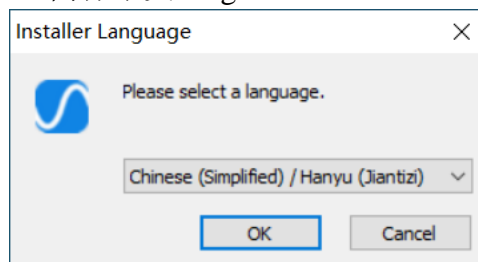 Installer Language
Please select a language.
Chinese (Simplified) / Hanyu (Jiantizi)
OK
Cancel